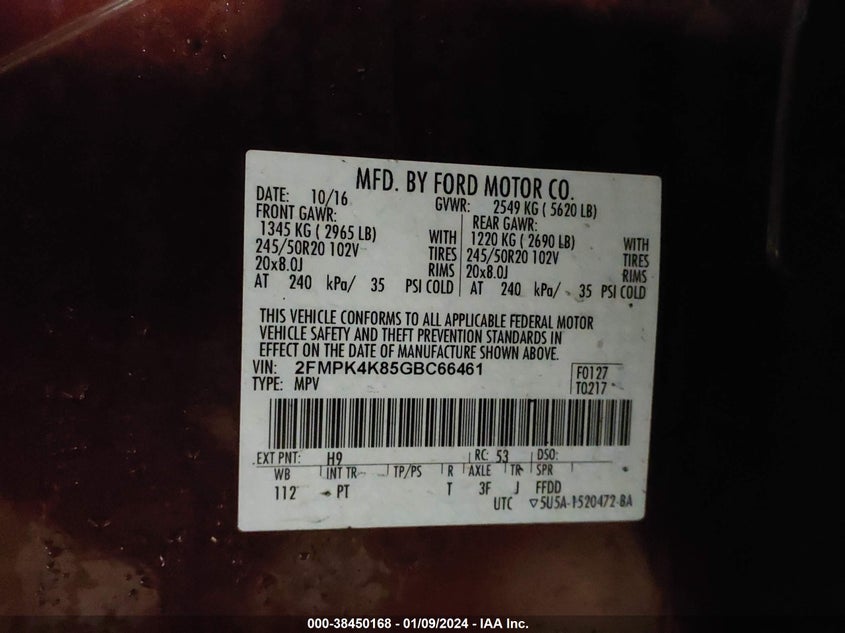 MFD. BY FORD MOTOR CO.
DATE: 10/16 GVWR: 2549 KG ( 5620 LB)
FRONT GAWR: REAR GAWR:
1345 KG ( 2965 LB) WITH 1220 KG ( 2690 LB) WITH
245/50R20 102V TIRES 245/50R20 102V TIRES
20x8.0J RIMS 20x8.0J RIMS
AT 240 kPa/ 35 PSI COLD AT 240 kPa/ 35 PSI COLD
THIS VEHICLE CONFORMS TO ALL APPLICABLE FEDERAL MOTOR
VEHICLE SAFETY AND THEFT PREVENTION STANDARDS IN
EFFECT ON THE DATE OF MANUFACTURE SHOWN ABOVE.
VIN: 2FMPK4K85GBC66461 F0127
TYPE: MPV T0217
EXT PNT: H9 RC: 53 DSO:
WB INT TR TP/PS R AXLE TR SPR
112 PT T 3F J FFDD
UTC ▽5U5A-1520472-BA
000-38450168 - 01/09/2024 - IAA Inc.